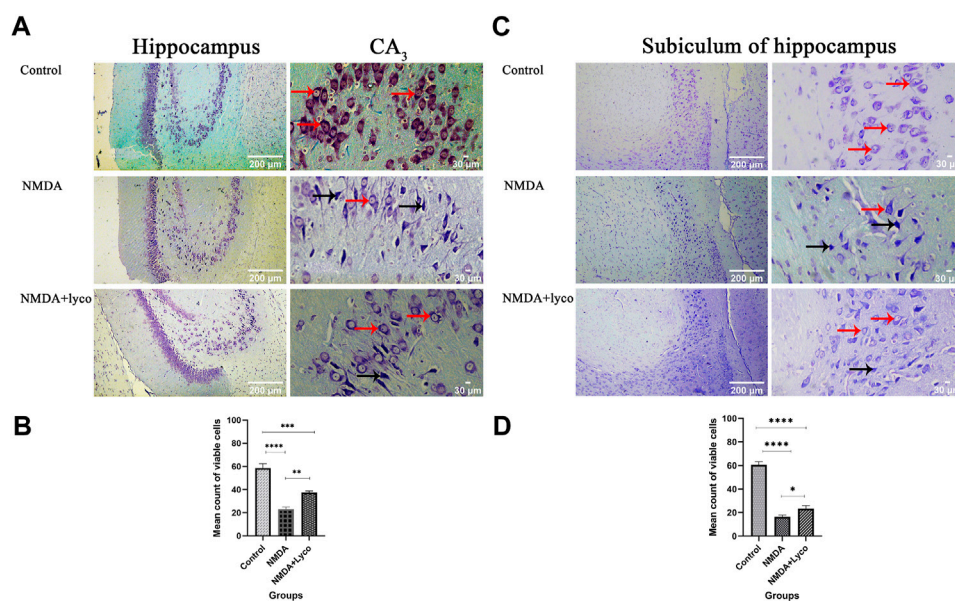 A
Hippocampus
CA3
Control
200 µm
30 µm
NMDA
200 µm
30 µm
NMDA+lyco
200 µm
30 µm
B
Mean count of viable cells
100
80
60
40
20
0
***
****
**
Control
NMDA
NMDA+Lyco
Groups
C
Subiculum of hippocampus
Control
200 µm
30 µm
NMDA
200 µm
30 µm
NMDA+lyco
200 µm
30 µm
D
Mean count of viable cells
100
80
60
40
20
0
****
****
*
Control
NMDA
NMDA+Lyco
Groups